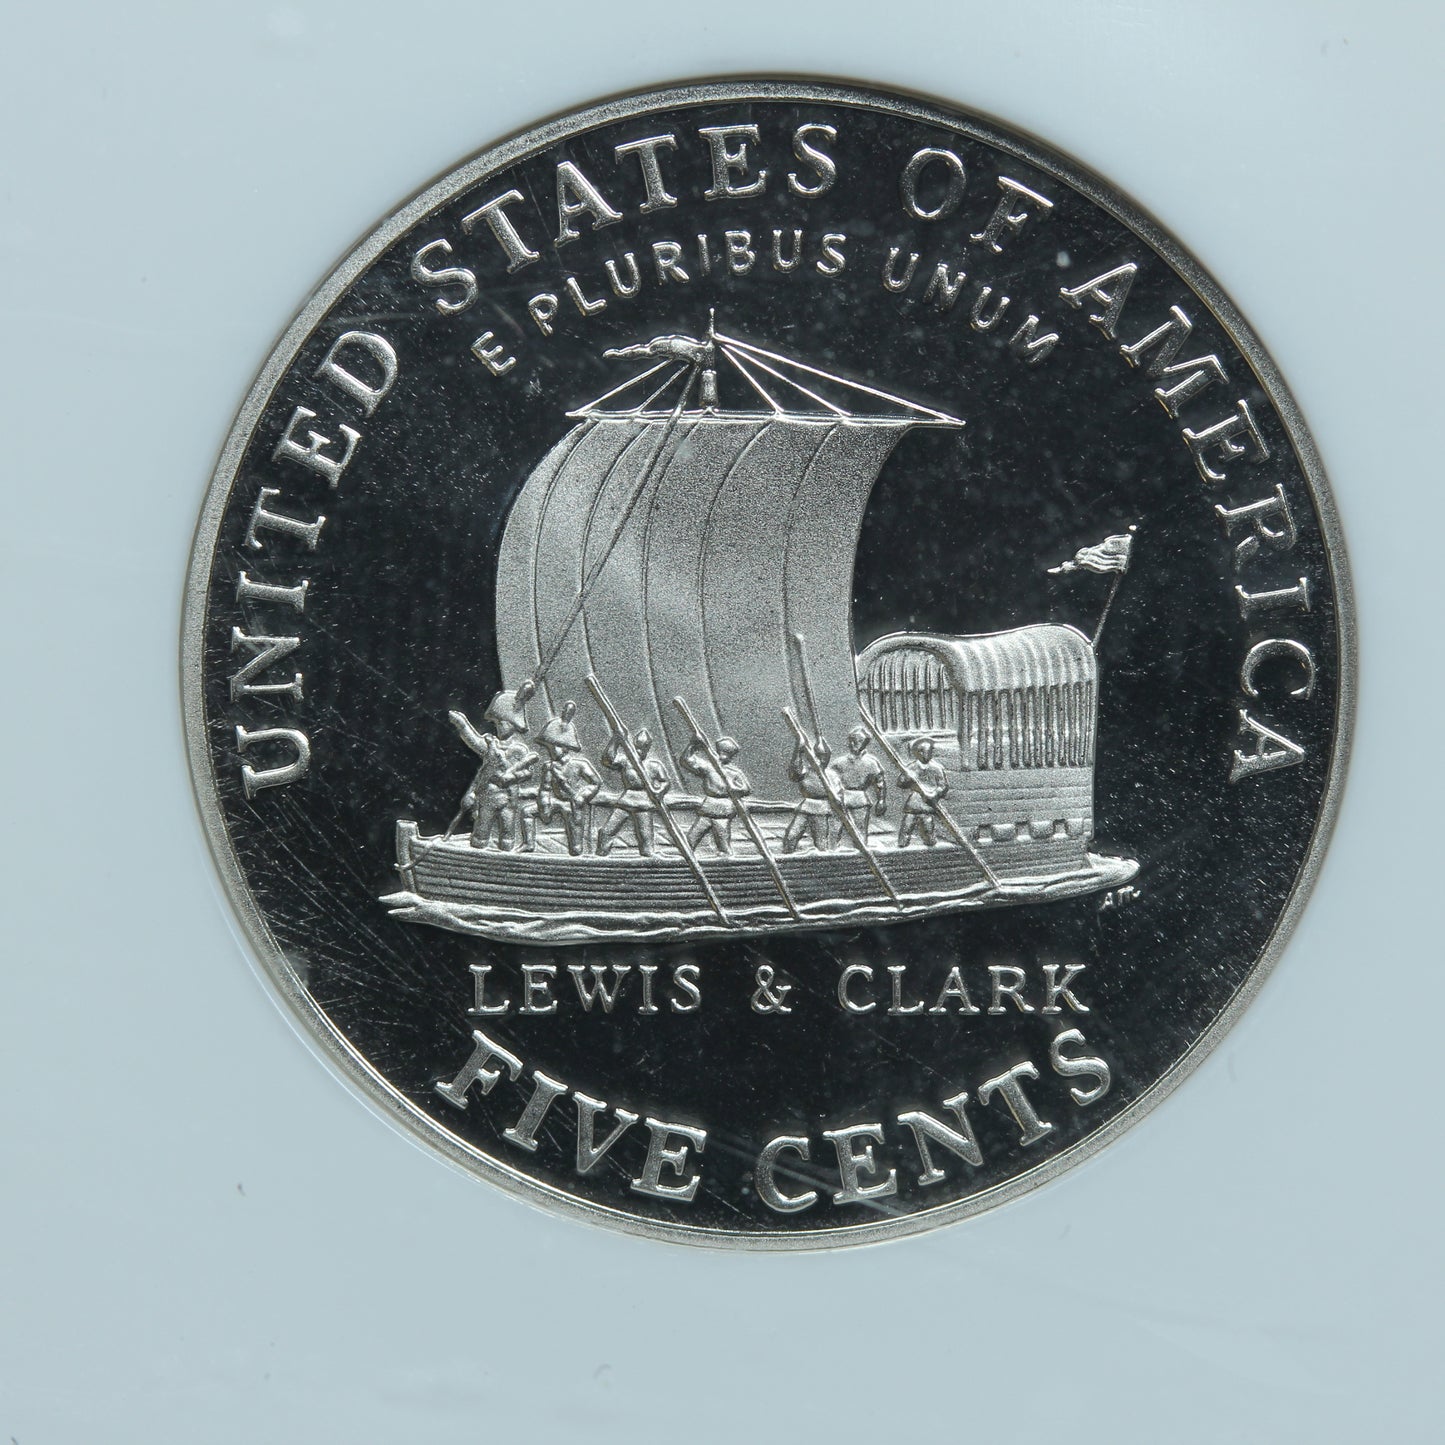 UNITED STATES OF AMERICA
E PLURIBUS UNUM
LEWIS & CLARK
FIVE CENTS